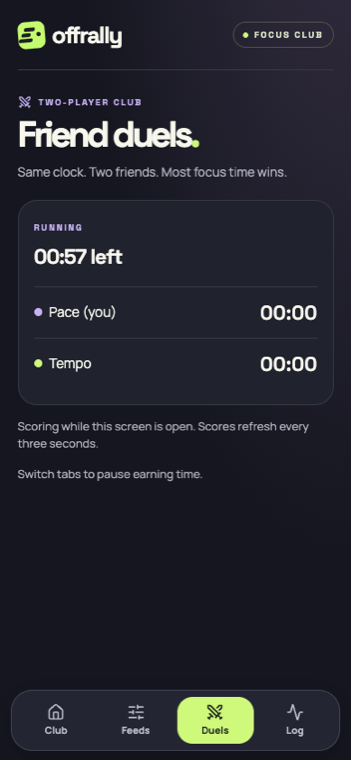 offrally
FOCUS CLUB
TWO-PLAYER CLUB
Friend duels.
Same clock. Two friends. Most focus time wins.
RUNNING
00:57 left
Pace (you) 00:00
Tempo 00:00
Scoring while this screen is open. Scores refresh every
three seconds.
Switch tabs to pause earning time.
Club Feeds Duels Log